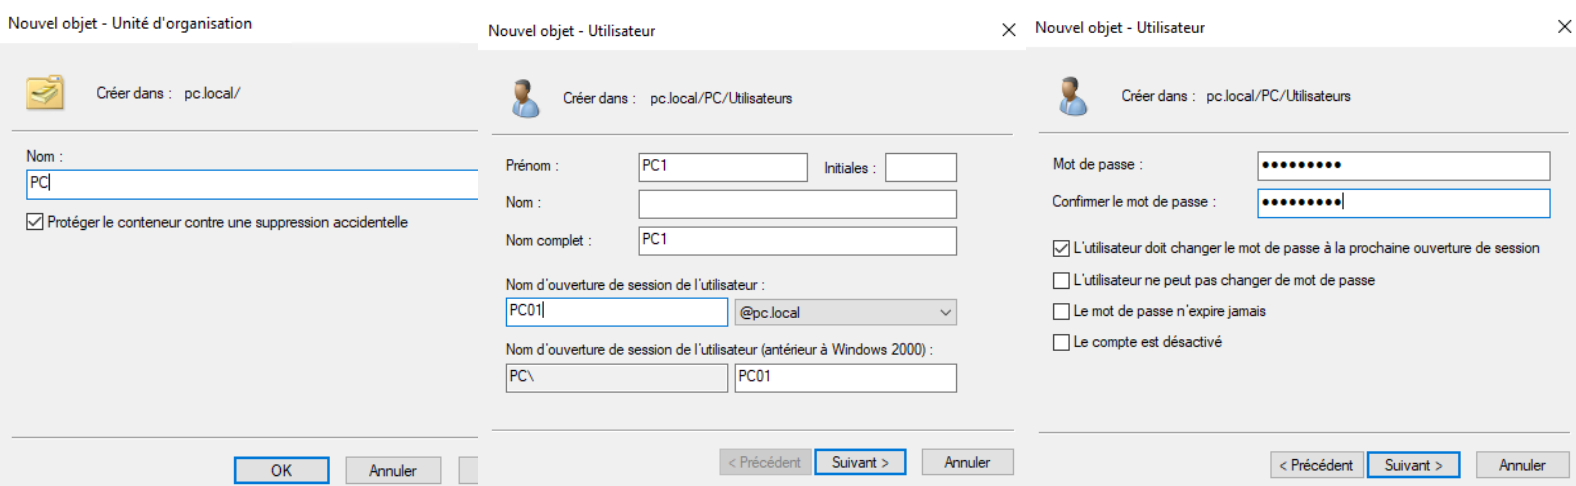 Nouvel objet - Unité d'organisation
Créer dans : pc.local/
Nom :
PC
Protéger le conteneur contre une suppression accidentelle
OK Annuler
Nouvel objet - Utilisateur
Créer dans : pc.local/PC/Utilisateurs
Prénom : PC1 Initiales :
Nom :
Nom complet : PC1
Nom d'ouverture de session de l'utilisateur :
PC01 @pc.local
Nom d'ouverture de session de l'utilisateur (antérieur à Windows 2000) :
PC\ PC01
< Précédent Suivant > Annuler
Nouvel objet - Utilisateur
Créer dans : pc.local/PC/Utilisateurs
Mot de passe : •••••••••
Confirmer le mot de passe : •••••••••
L'utilisateur doit changer le mot de passe à la prochaine ouverture de session
L'utilisateur ne peut pas changer de mot de passe
Le mot de passe n'expire jamais
Le compte est désactivé
< Précédent Suivant > Annuler